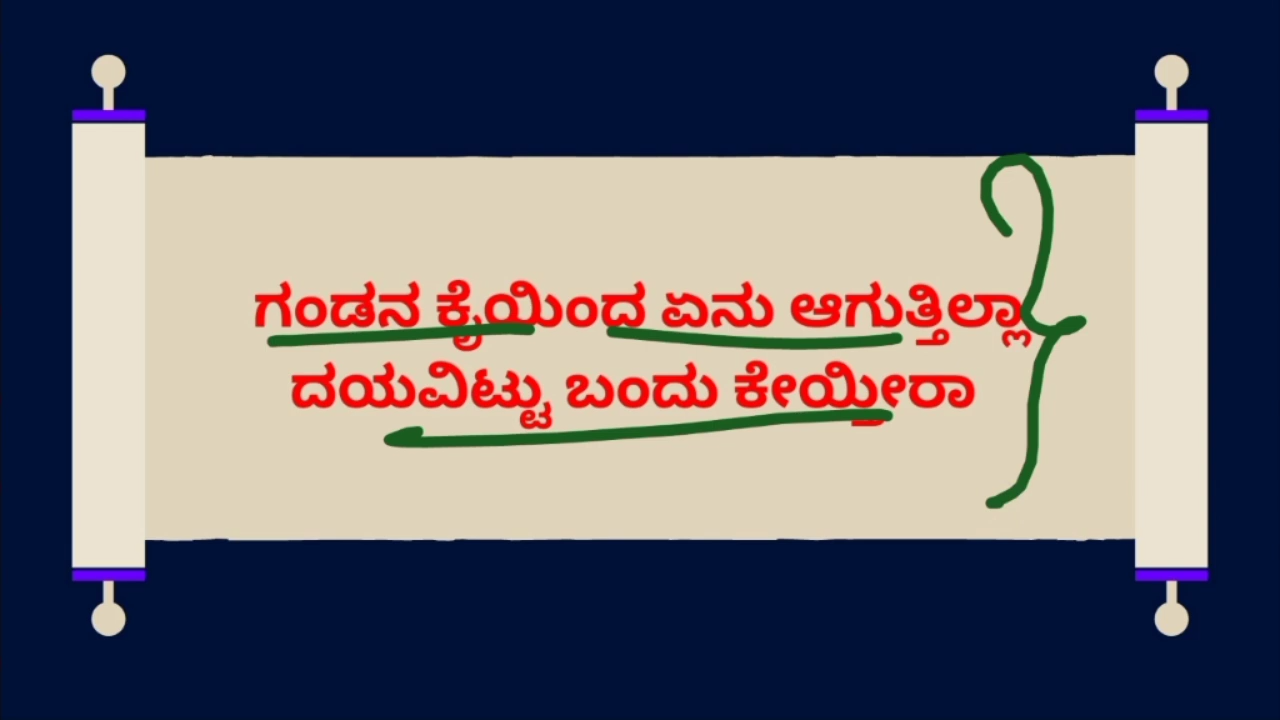 ಗಂಡನ ಕೈಯಿಂದ ಏನು ಆಗುತ್ತಿಲ್ಲಾ
ದಯವಿಟ್ಟು ಬಂದು ಕೇಯ್ತೀರಾ